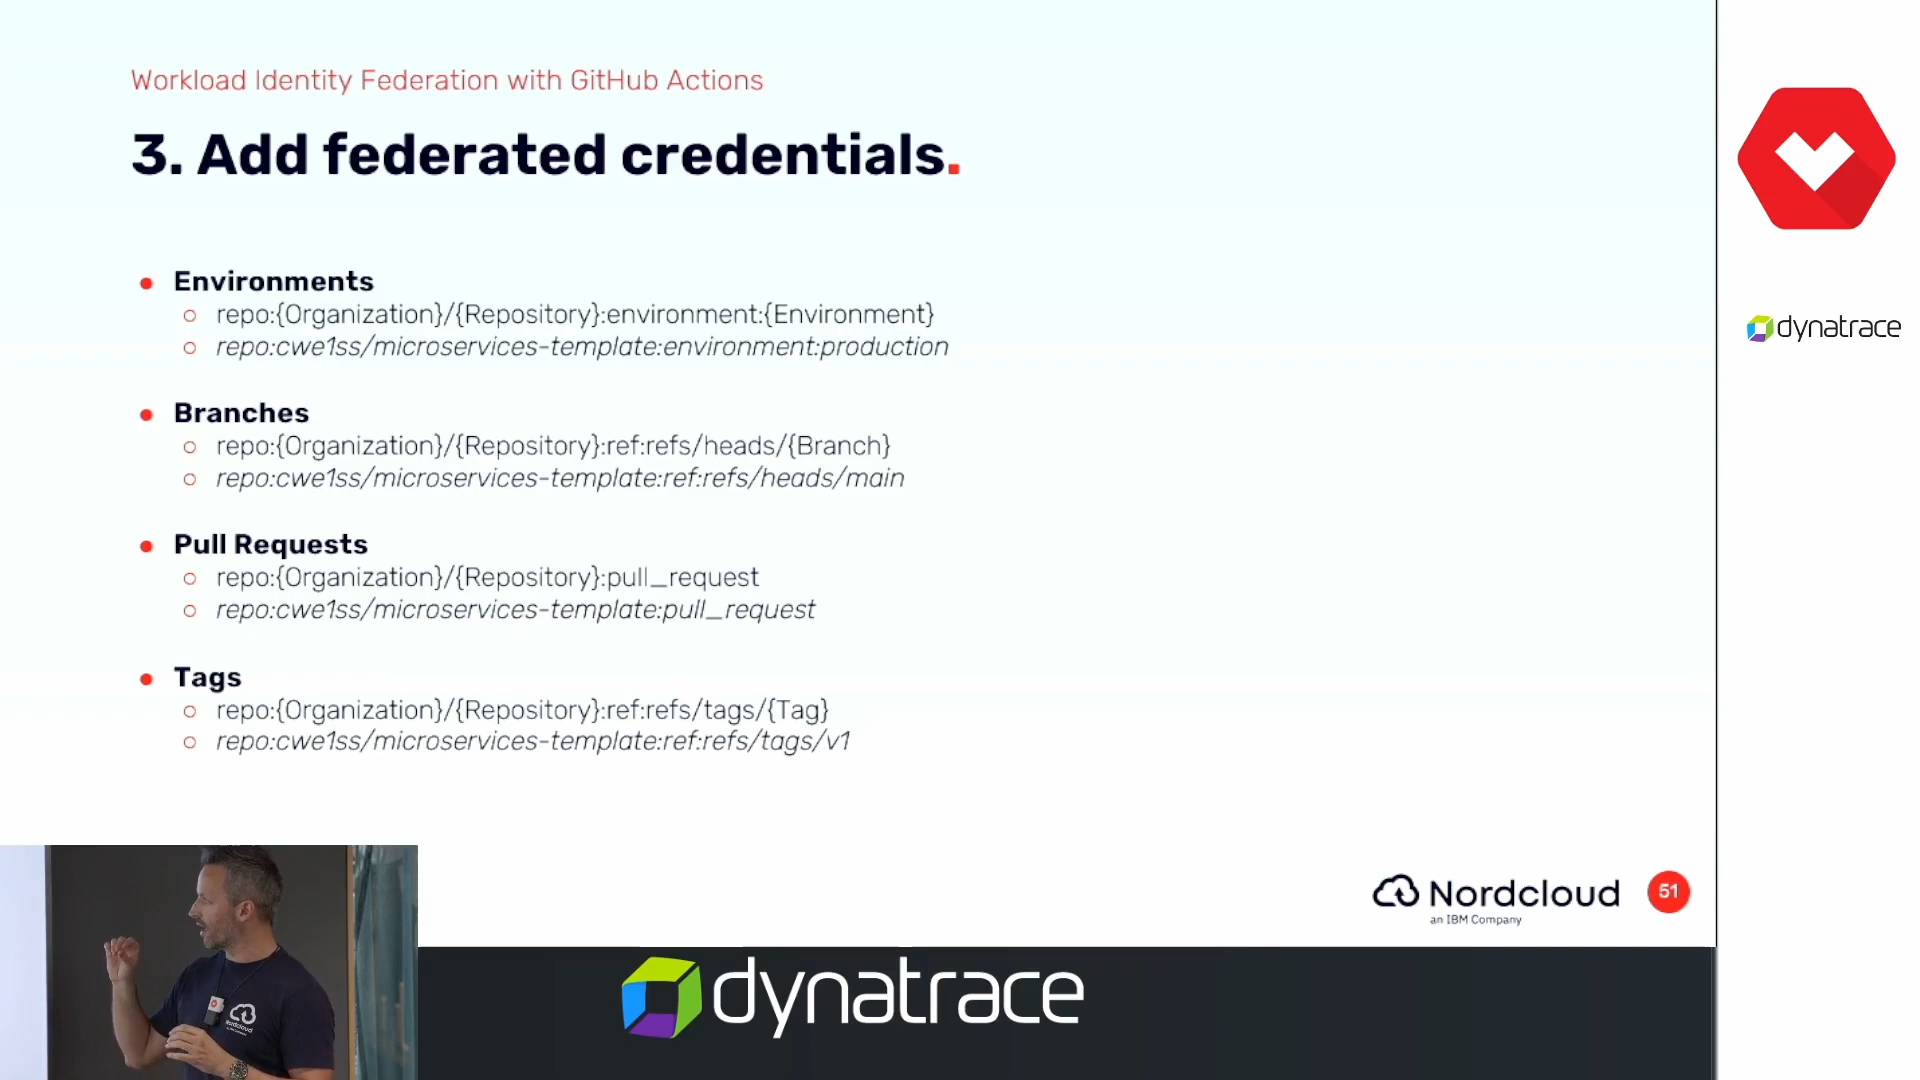 Workload Identity Federation with GitHub Actions
3. Add federated credentials.
Environments
repo:{Organization}/{Repository}:environment:{Environment}
repo:cwe1ss/microservices-template:environment:production
Branches
repo:{Organization}/{Repository}:ref:refs/heads/{Branch}
repo:cwe1ss/microservices-template:ref:refs/heads/main
Pull Requests
repo:{Organization}/{Repository}:pull_request
repo:cwe1ss/microservices-template:pull_request
Tags
repo:{Organization}/{Repository}:ref:refs/tags/{Tag}
repo:cwe1ss/microservices-template:ref:refs/tags/v1
Nordcloud
an IBM Company
51
dynatrace
dynatrace
Nordcloud